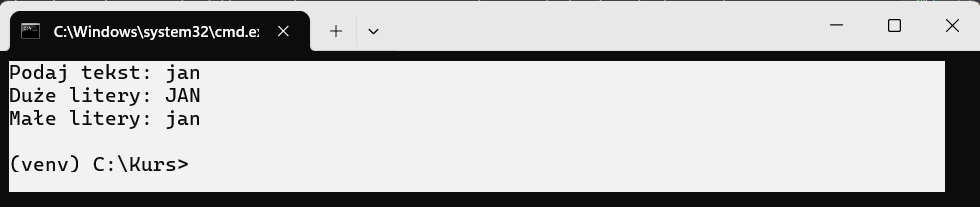 C:\Windows\system32\cmd.e
Podaj tekst: jan
Duże litery: JAN
Małe litery: jan
(venv) C:\Kurs>